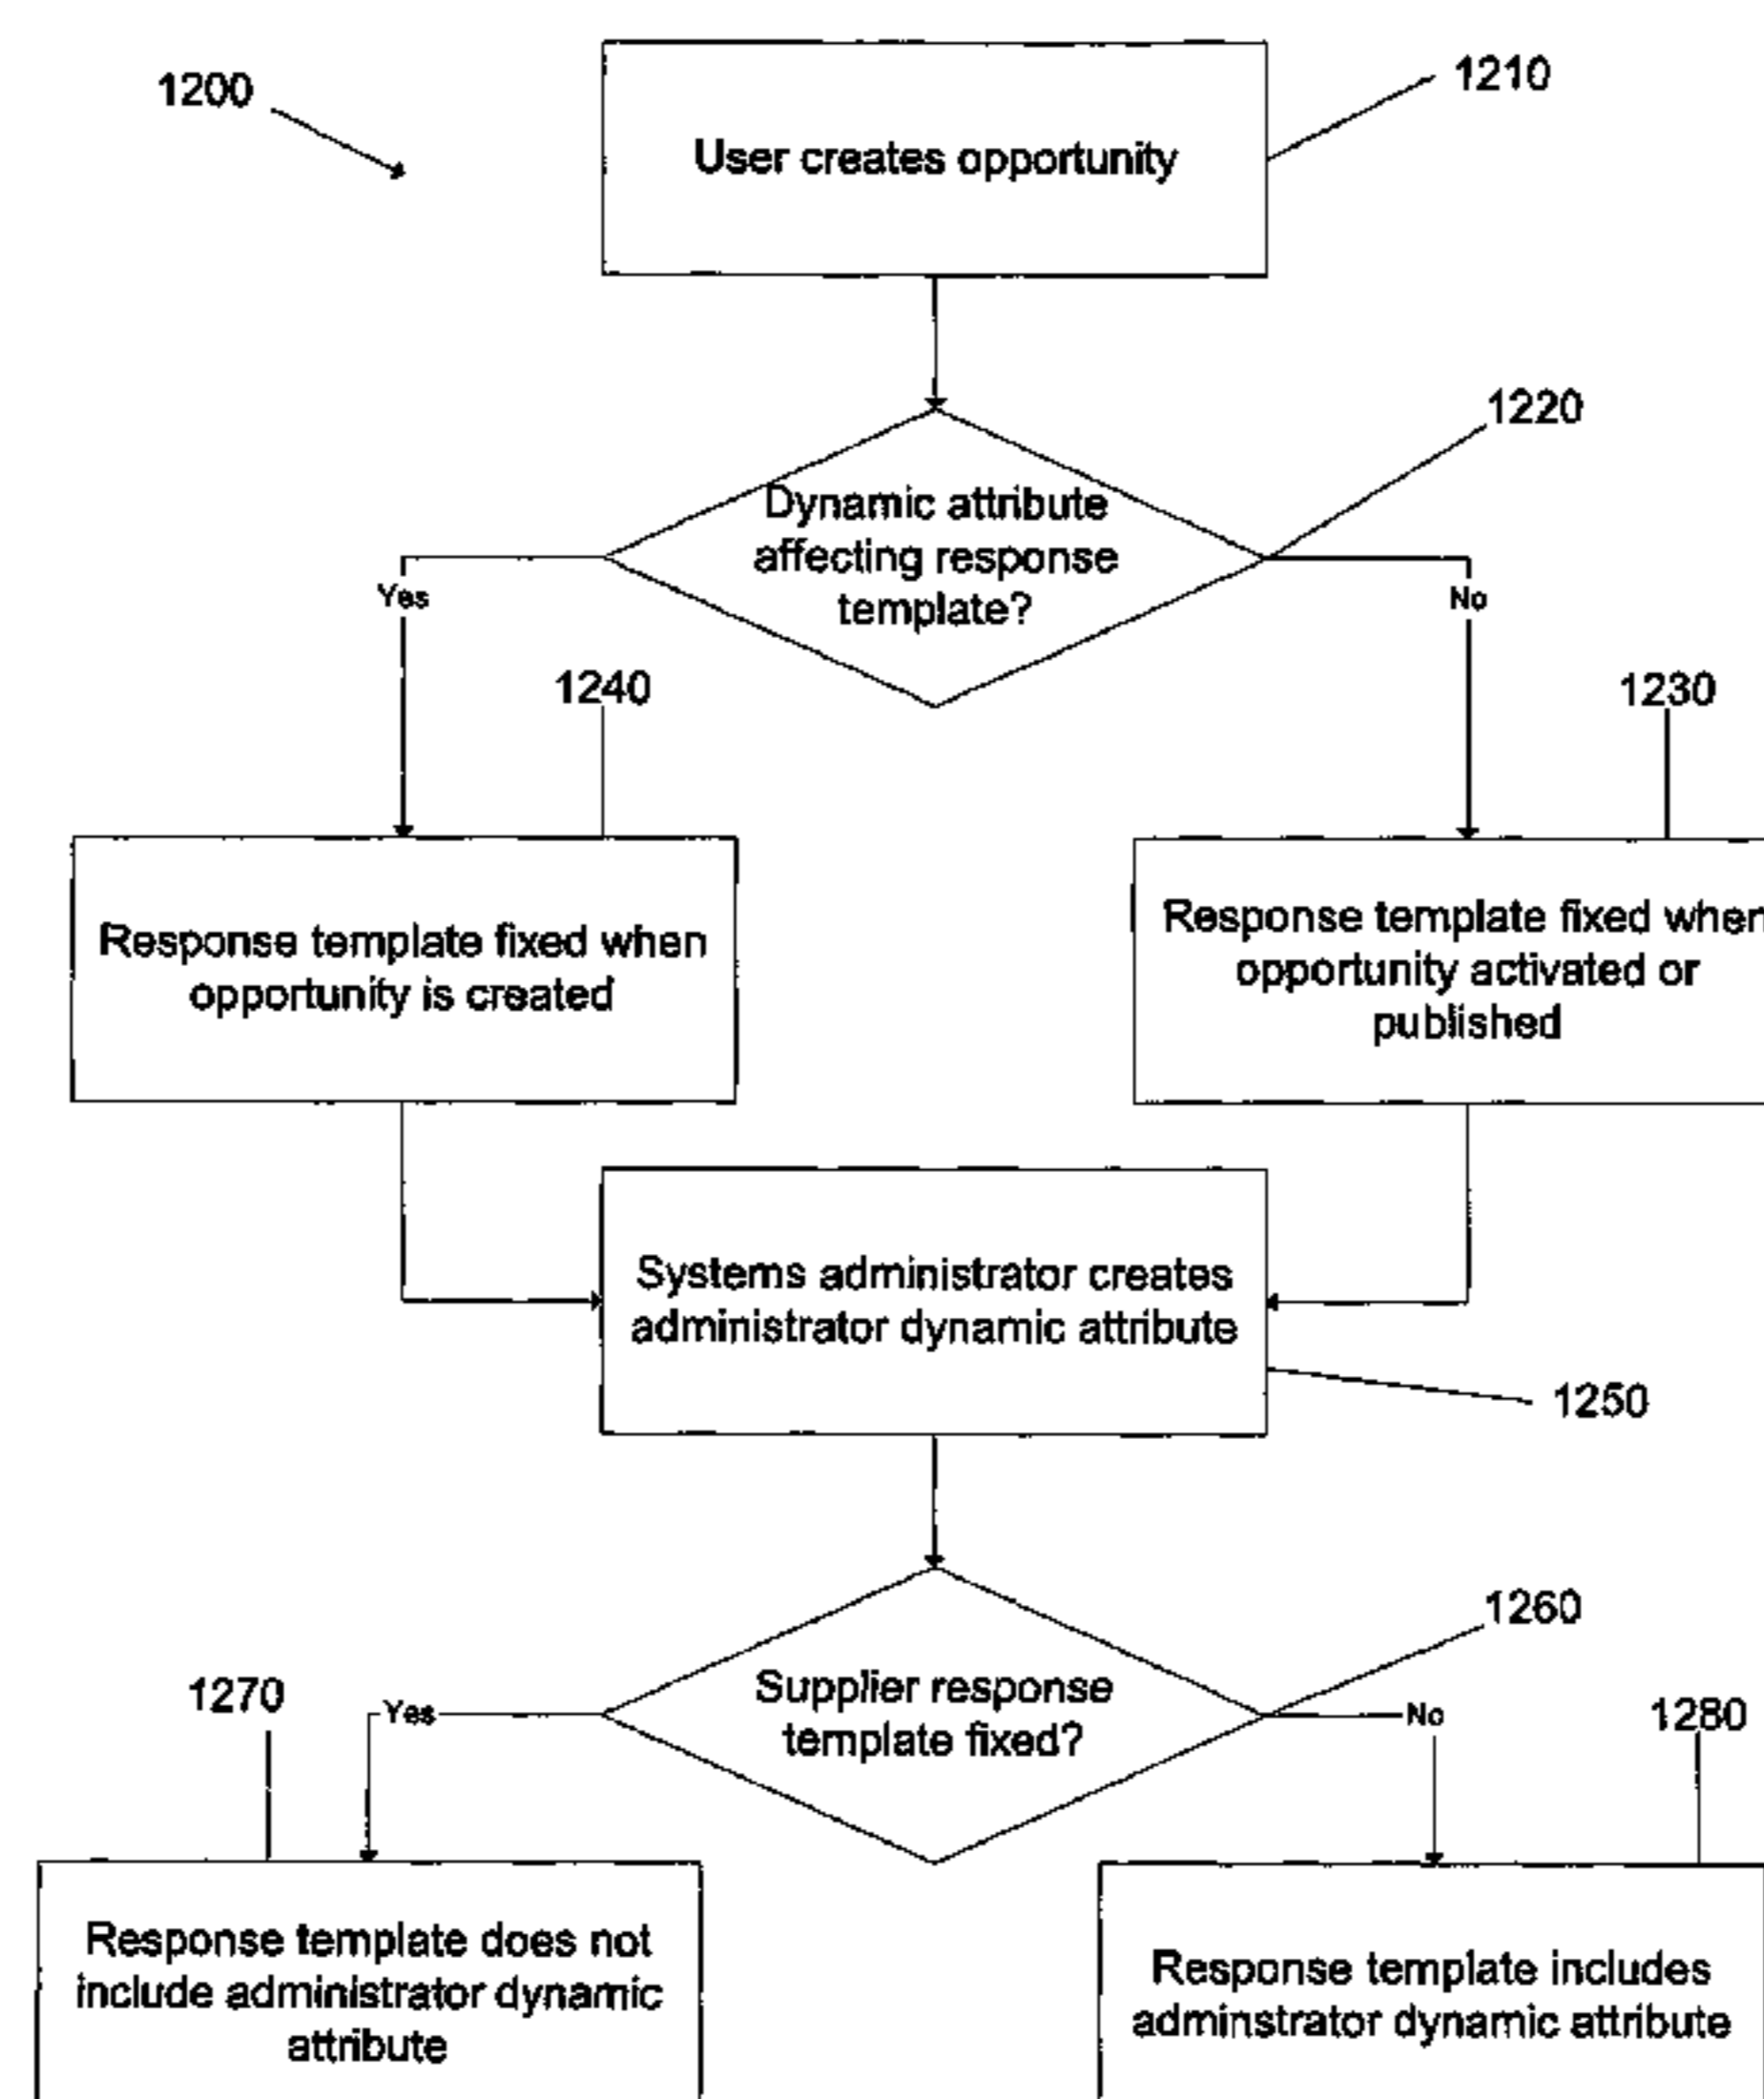 1200
1210
User creates opportunity
1220
Dynamic attribute
affecting response
template?
Yes
No
1240
1230
Response template fixed when
opportunity is created
Response template fixed when
opportunity activated or
published
Systems administrator creates
administrator dynamic attribute
1250
1260
Supplier response
template fixed?
1270
Yes
No
1280
Response template does not
include administrator dynamic
attribute
Response template includes
adminstrator dynamic attribute